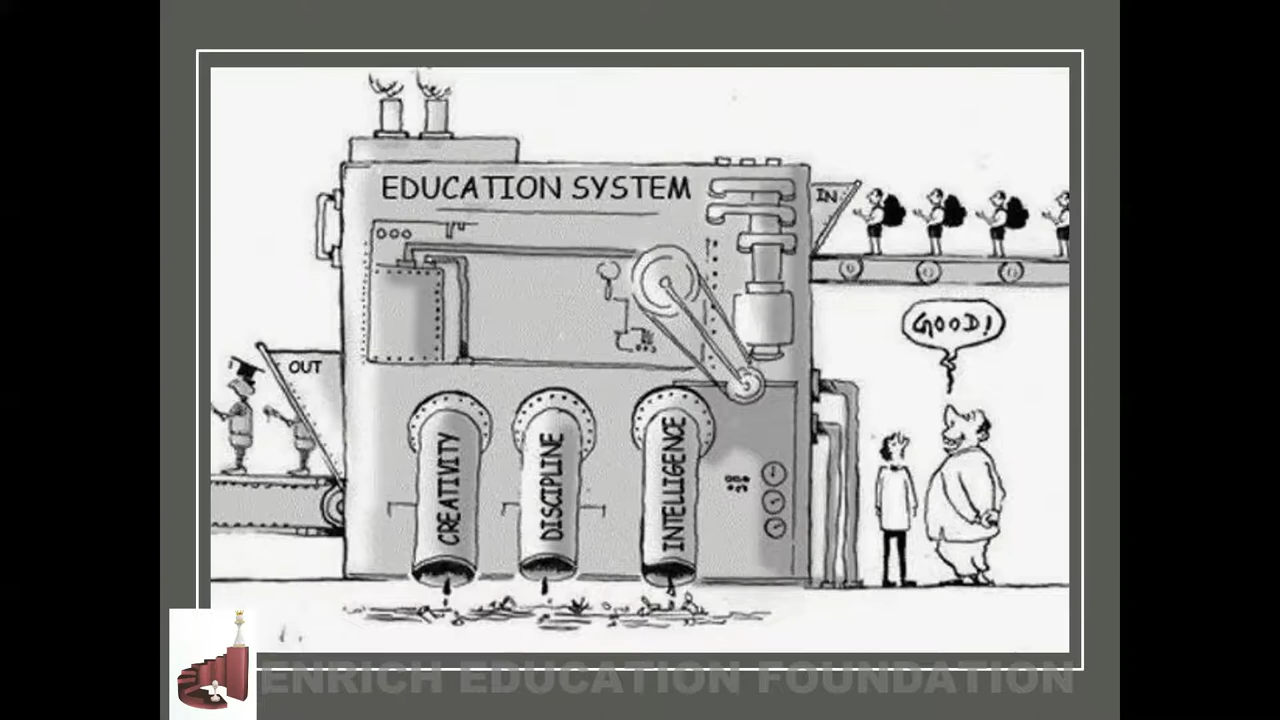 EDUCATION SYSTEM
IN
GOOD!
OUT
CREATIVITY
DISCIPLINE
INTELLIGENCE
ENRICH EDUCATION FOUNDATION